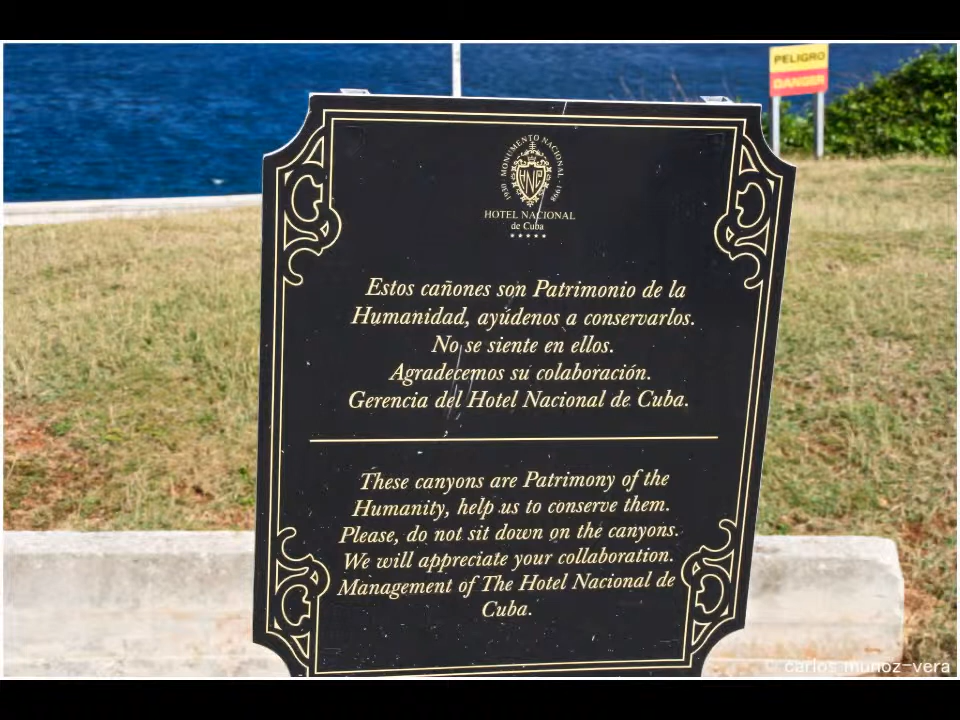 PELIGRO
DANGER
MONUMENTO NACIONAL
1930
1998
HNC
HOTEL NACIONAL
de Cuba
Estos cañones son Patrimonio de la
Humanidad, ayúdenos a conservarlos.
No se siente en ellos.
Agradecemos su colaboración.
Gerencia del Hotel Nacional de Cuba.
These canyons are Patrimony of the
Humanity, help us to conserve them.
Please, do not sit down on the canyons.
We will appreciate your collaboration.
Management of The Hotel Nacional de
Cuba.
© carlos muñoz-vera